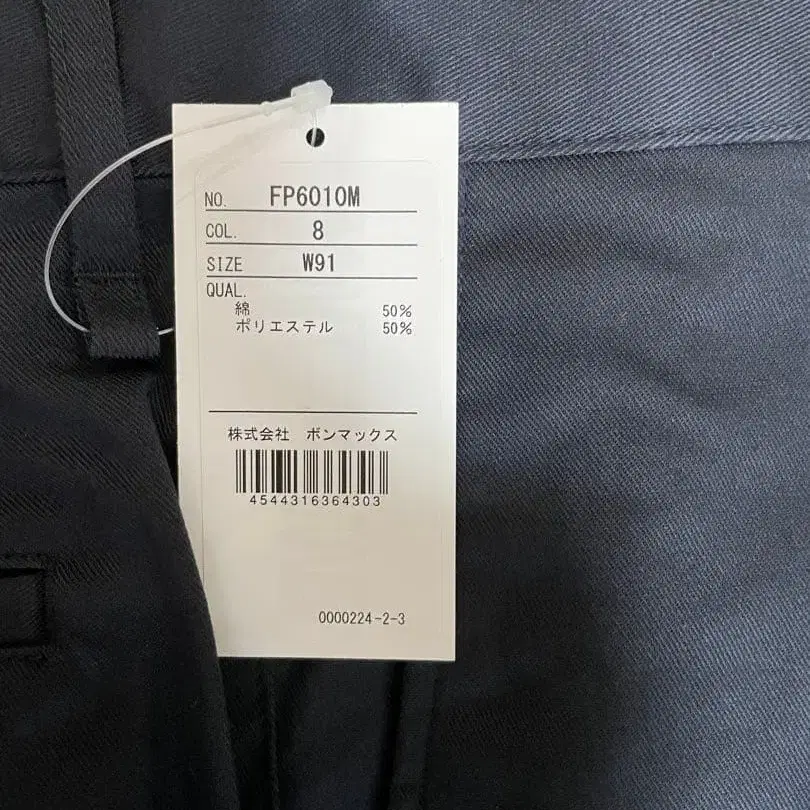 NO. FP6010M
COL. 8
SIZE W91
QUAL.
綿 50%
ポリエステル 50%
株式会社 ボンマックス
4544316364303
0000224-2-3